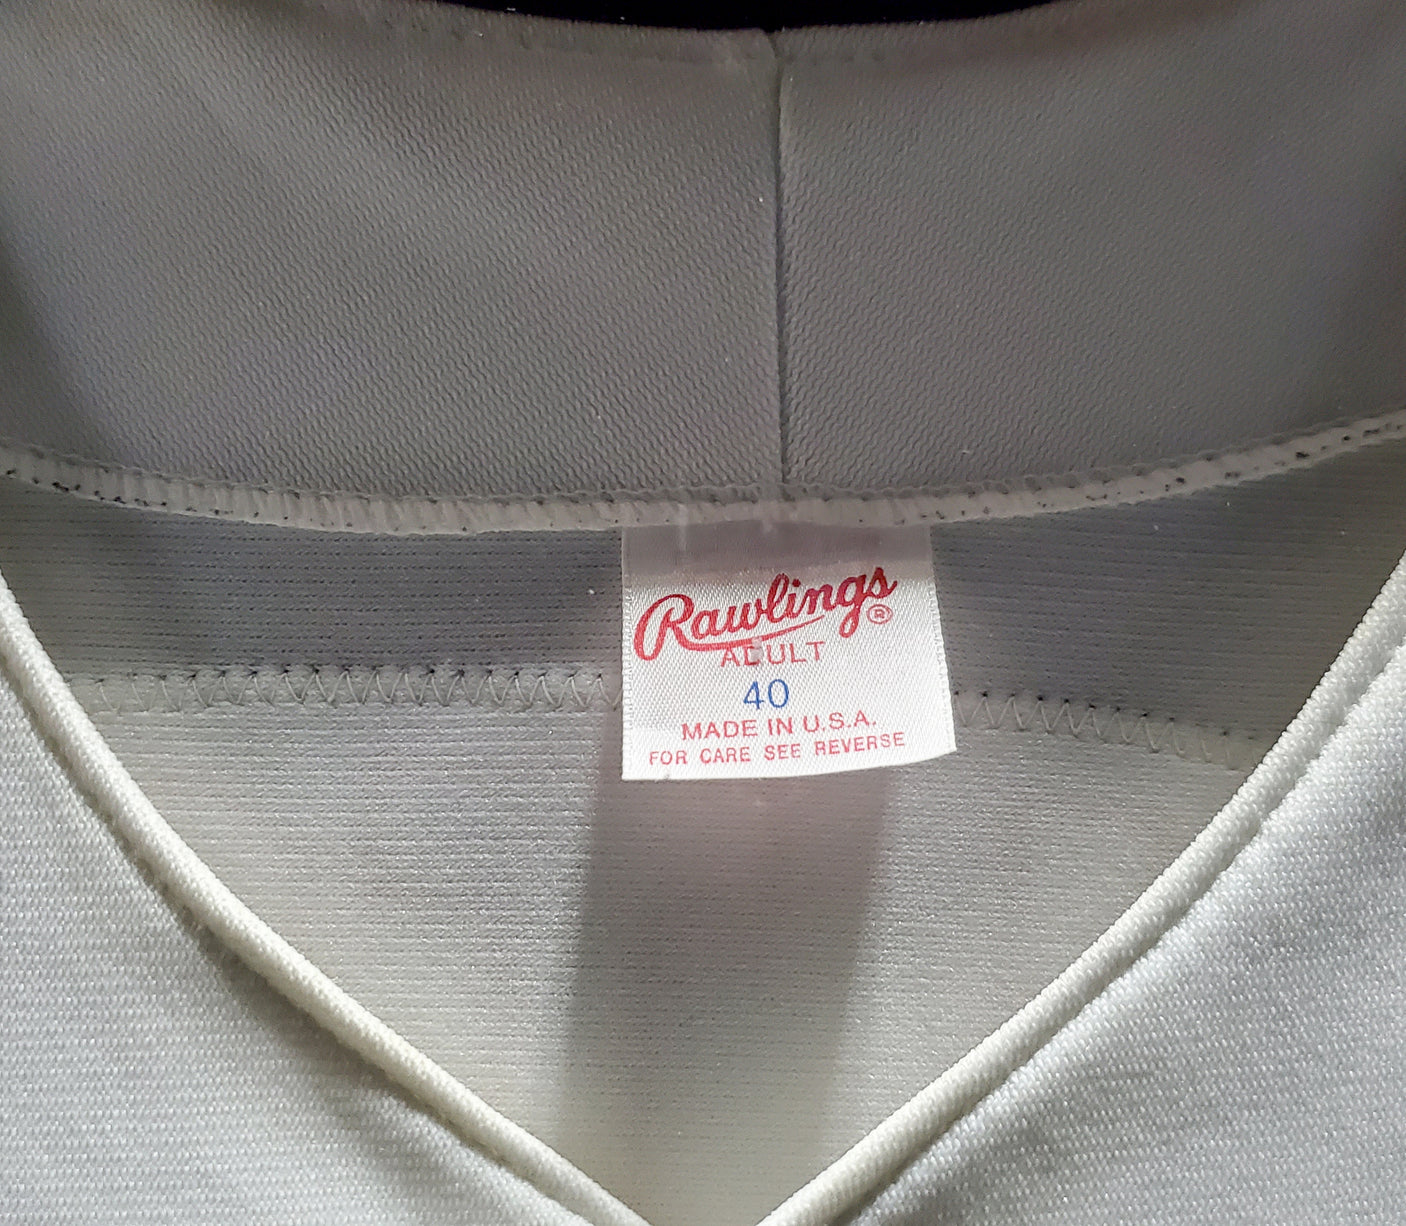 Rawlings®
ADULT
40
MADE IN U.S.A.
FOR CARE SEE REVERSE